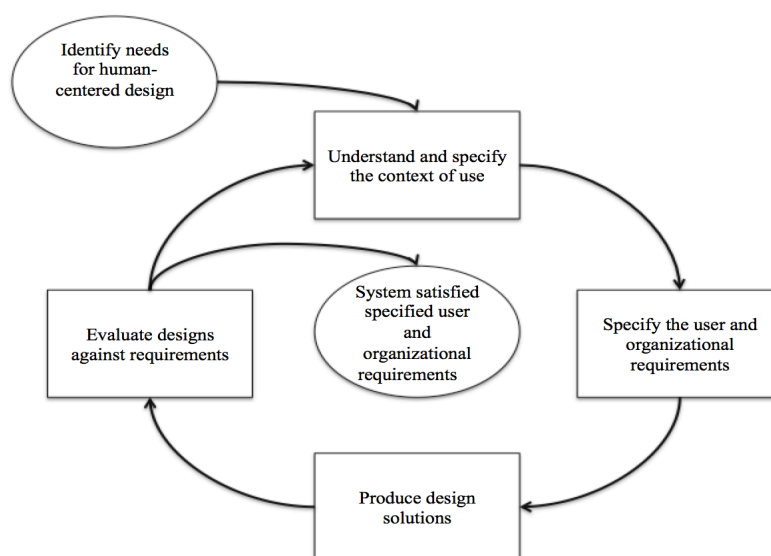 Identify needs
for human-
centered design
Understand and specify
the context of use
System satisfied
specified user
and
organizational
requirements
Evaluate designs
against requirements
Specify the user and
organizational
requirements
Produce design
solutions